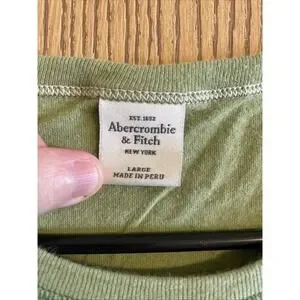 EST. 1892
Abercrombie
& Fitch
NEW YORK
LARGE
MADE IN PERU